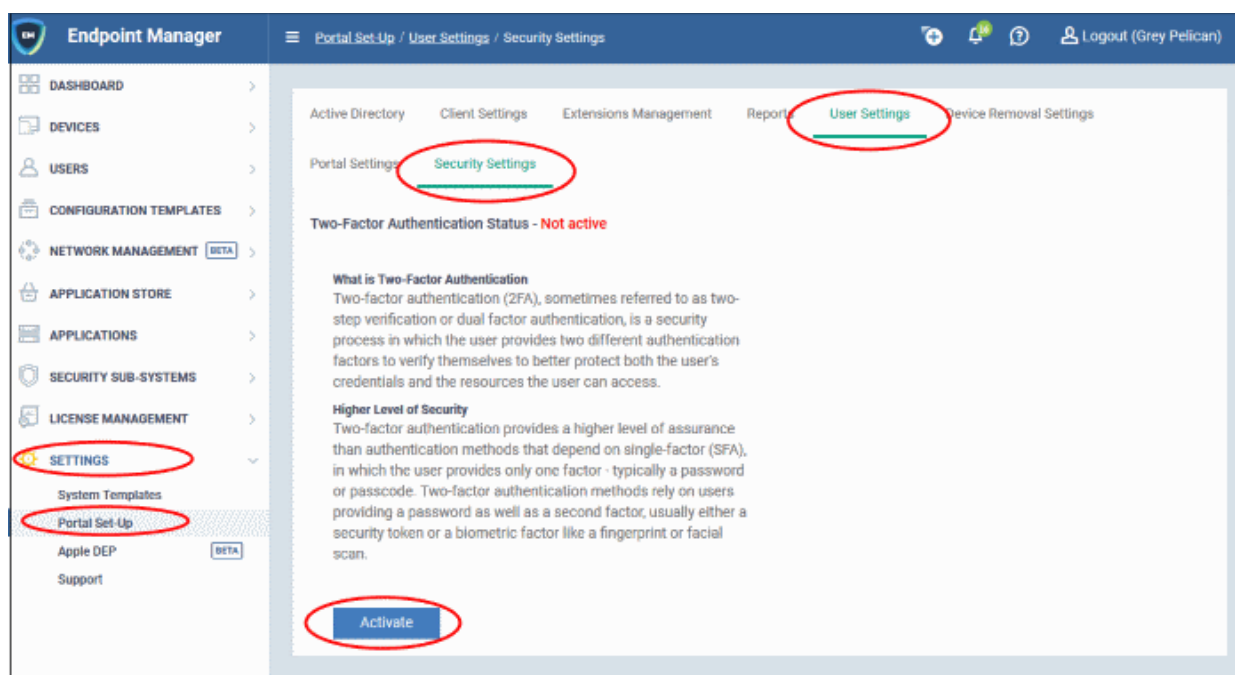 Endpoint Manager
Portal Set-Up / User Settings / Security Settings
16
Logout (Grey Pelican)
DASHBOARD
DEVICES
USERS
CONFIGURATION TEMPLATES
NETWORK MANAGEMENT BETA
APPLICATION STORE
APPLICATIONS
SECURITY SUB-SYSTEMS
LICENSE MANAGEMENT
SETTINGS
System Templates
Portal Set-Up
Apple DEP BETA
Support
Active Directory Client Settings Extensions Management Reports User Settings Device Removal Settings
Portal Settings Security Settings
Two-Factor Authentication Status - Not active
What is Two-Factor Authentication
Two-factor authentication (2FA), sometimes referred to as two-
step verification or dual factor authentication, is a security
process in which the user provides two different authentication
factors to verify themselves to better protect both the user's
credentials and the resources the user can access.
Higher Level of Security
Two-factor authentication provides a higher level of assurance
than authentication methods that depend on single-factor (SFA),
in which the user provides only one factor - typically a password
or passcode. Two-factor authentication methods rely on users
providing a password as well as a second factor, usually either a
security token or a biometric factor like a fingerprint or facial
scan.
Activate